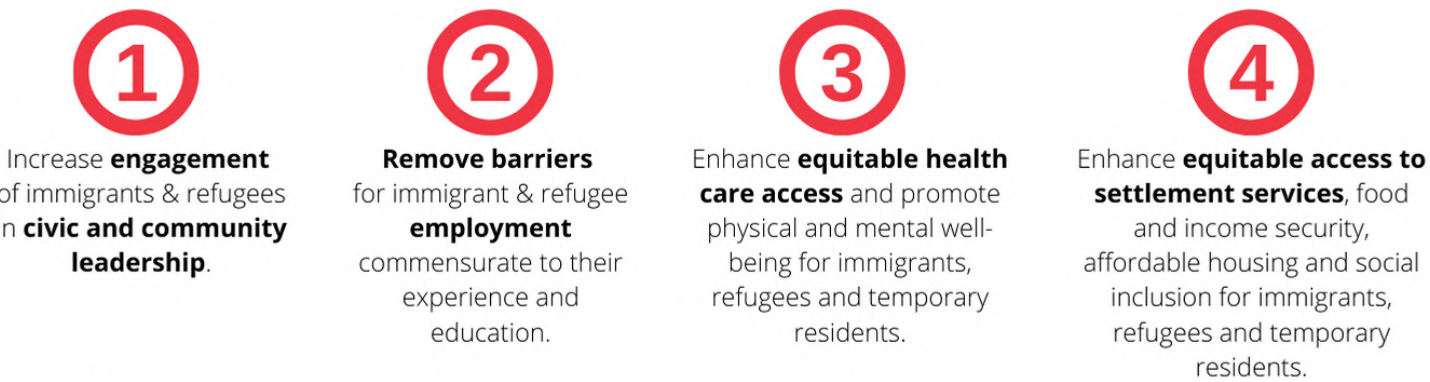 1
Increase engagement
of immigrants & refugees
n civic and community
leadership.
2
Remove barriers
for immigrant & refugee
employment
commensurate to their
experience and
education.
3
Enhance equitable health
care access and promote
physical and mental well-
being for immigrants,
refugees and temporary
residents.
4
Enhance equitable access to
settlement services, food
and income security,
affordable housing and social
inclusion for immigrants,
refugees and temporary
residents.